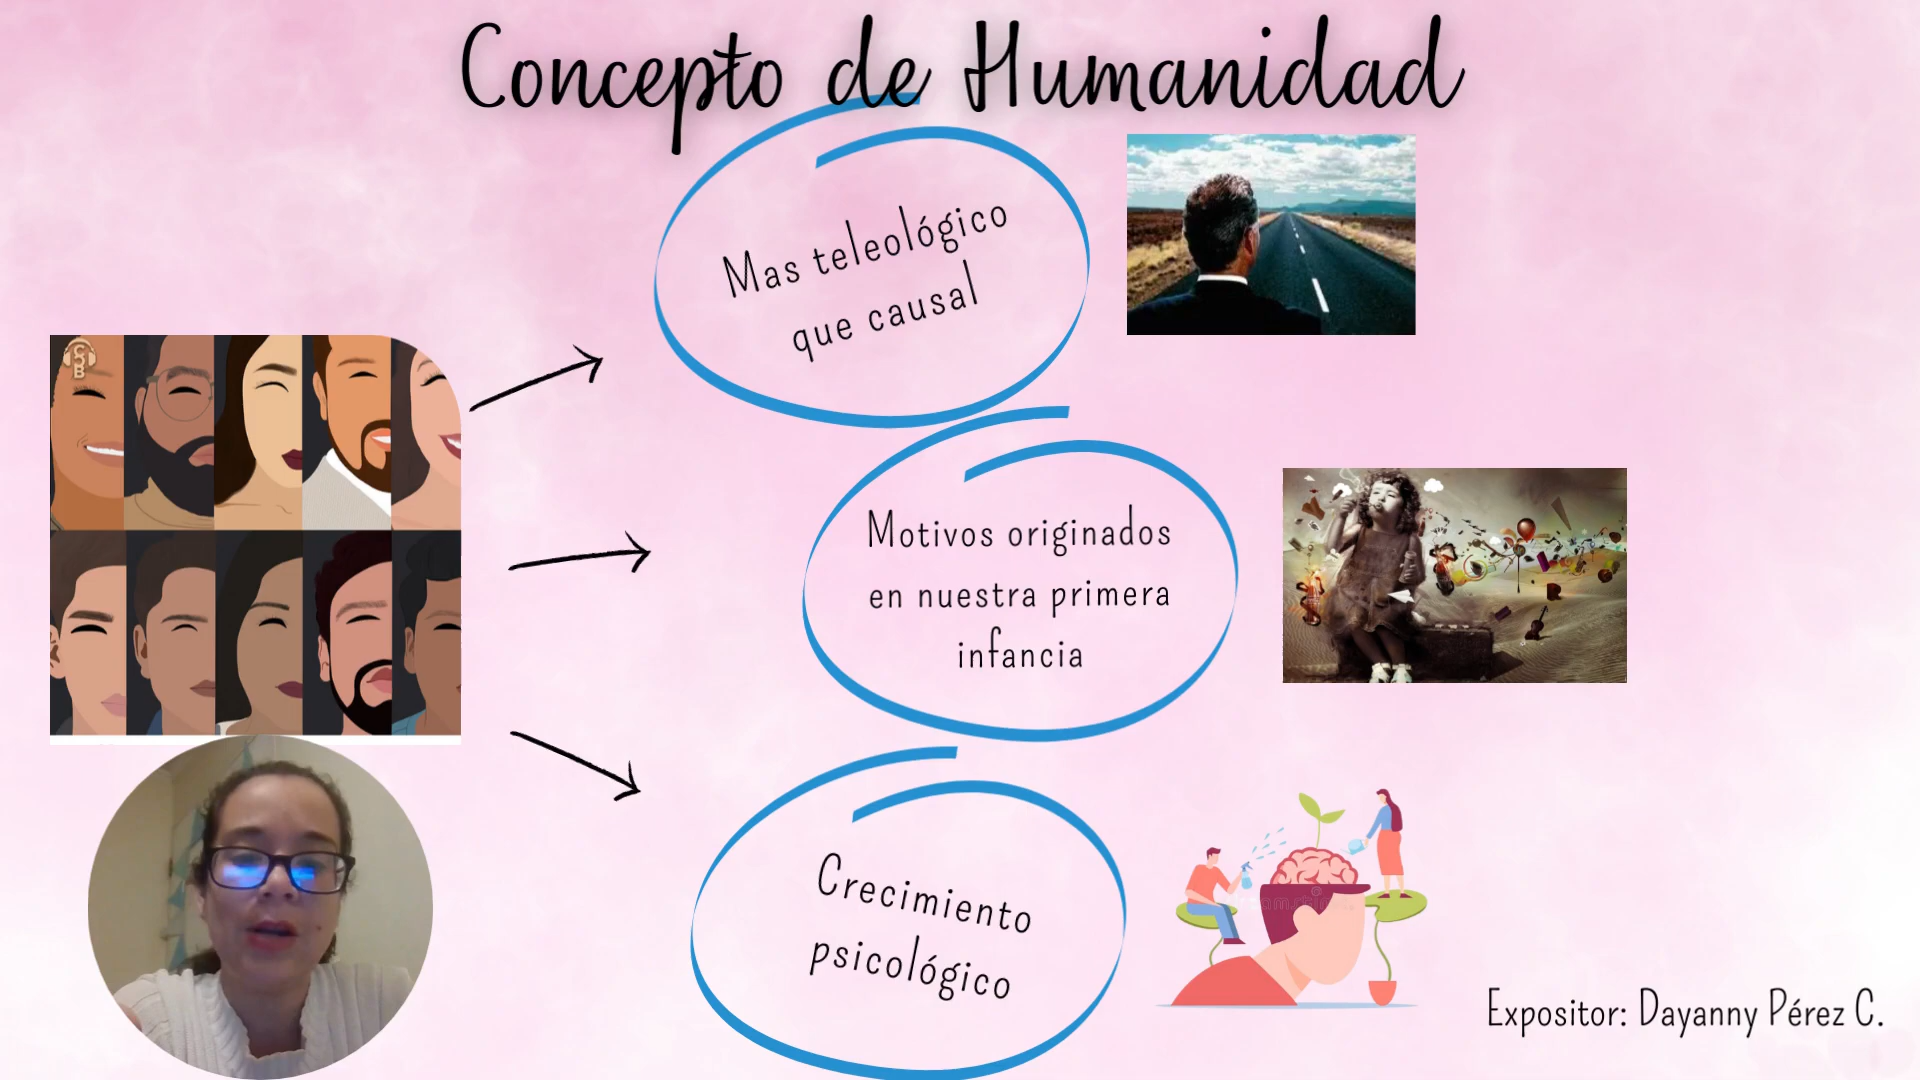 Concepto de Humanidad
Mas teleológico
que causal
Motivos originados
en nuestra primera
infancia
Crecimiento
psicológico
Expositor: Dayanny Pérez C.